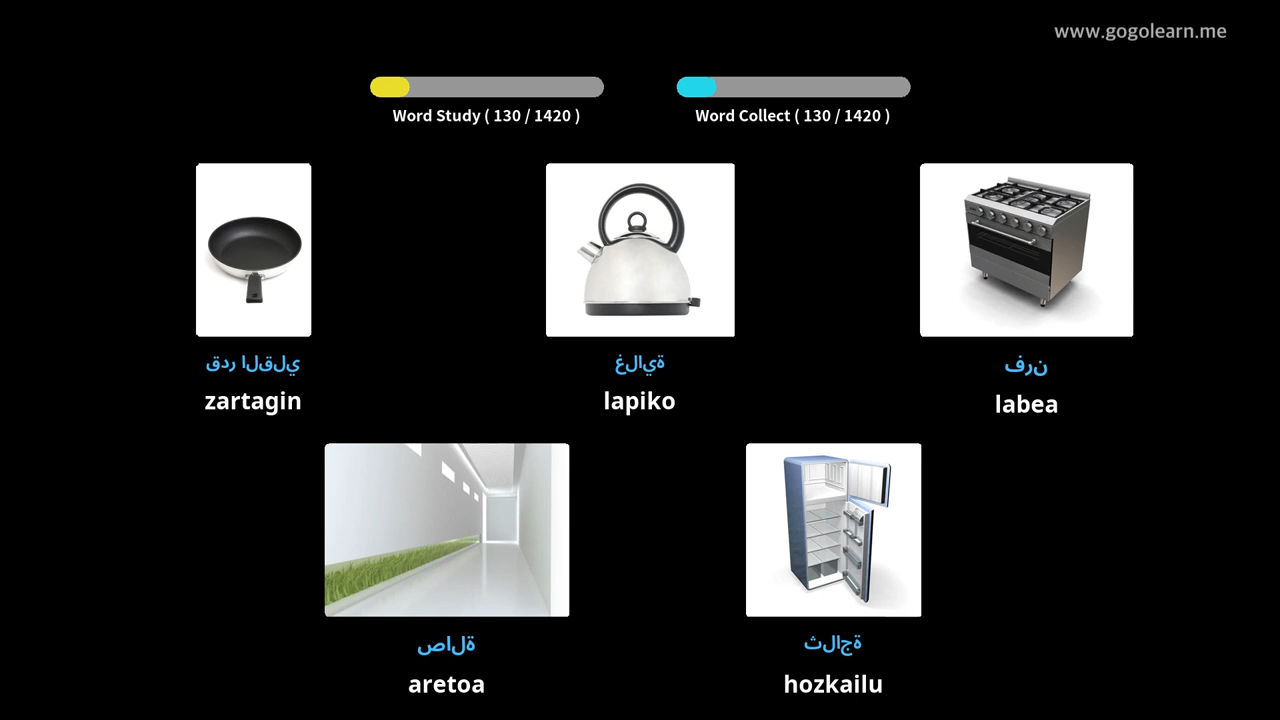 www.gogolearn.me
Word Study ( 130 / 1420 )
Word Collect ( 130 / 1420 )
قدر القلي
غلاية
فرن
zartagin
lapiko
labea
صالة
ثلاجة
aretoa
hozkailu